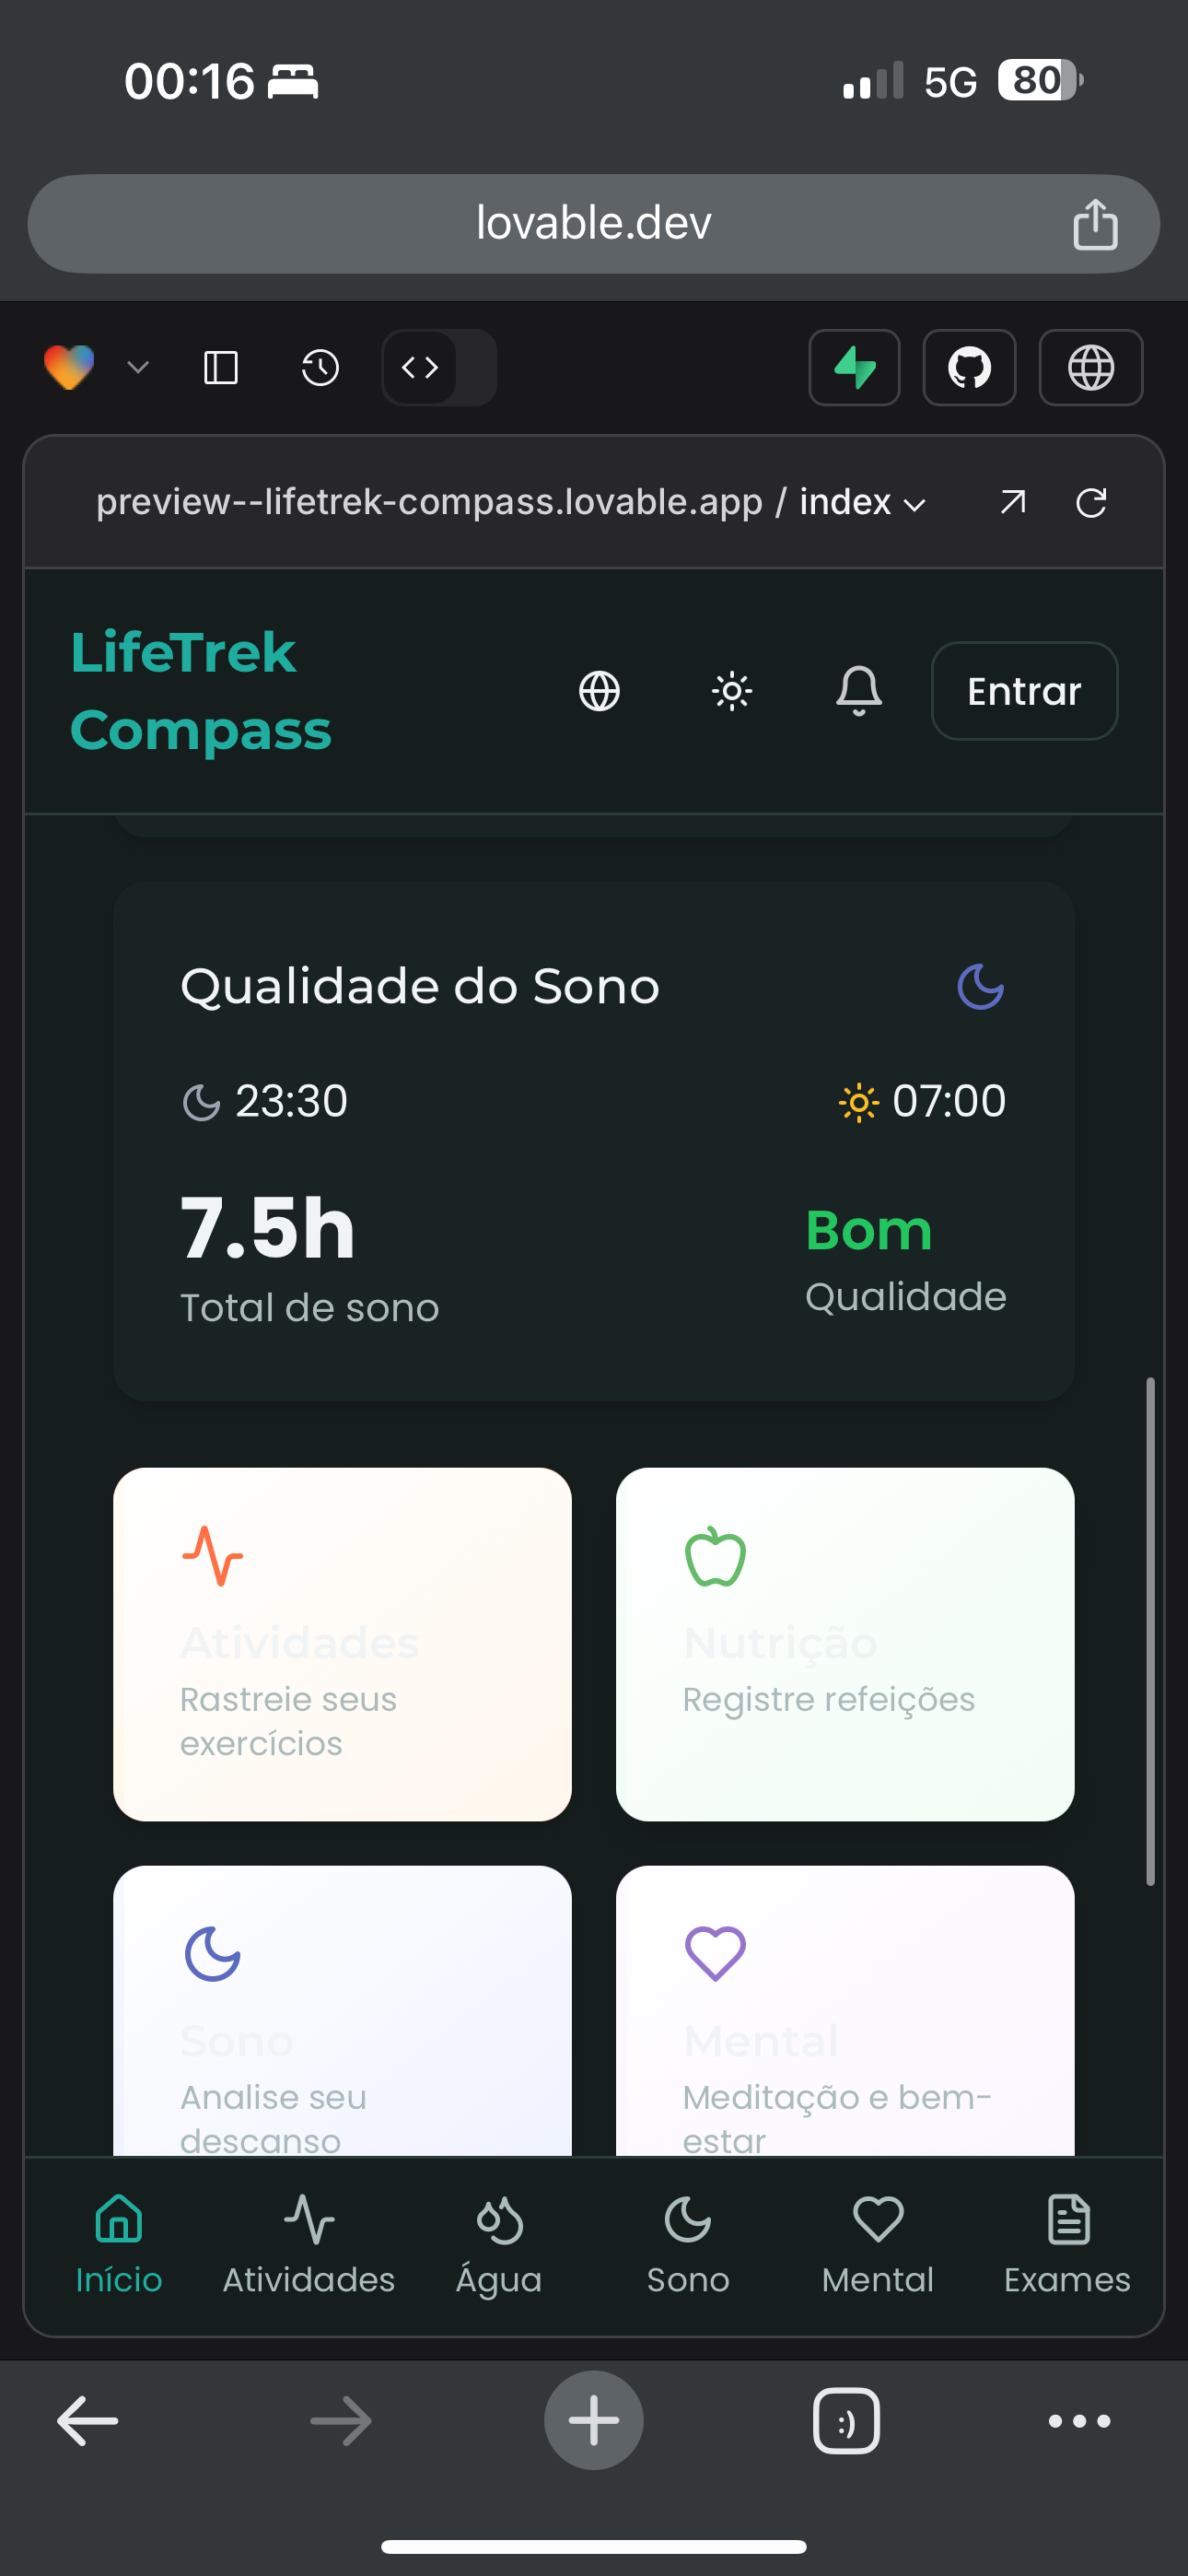 00:16
5G
80
lovable.dev
preview--lifetrek-compass.lovable.app / index
LifeTrek
Compass
Entrar
Qualidade do Sono
23:30
07:00
7.5h
Bom
Total de sono
Qualidade
Atividades
Nutrição
Rastreie seus
exercícios
Registre refeições
Sono
Mental
Analise seu
descanso
Meditação e bem-
estar
Início
Atividades
Água
Sono
Mental
Exames
:)